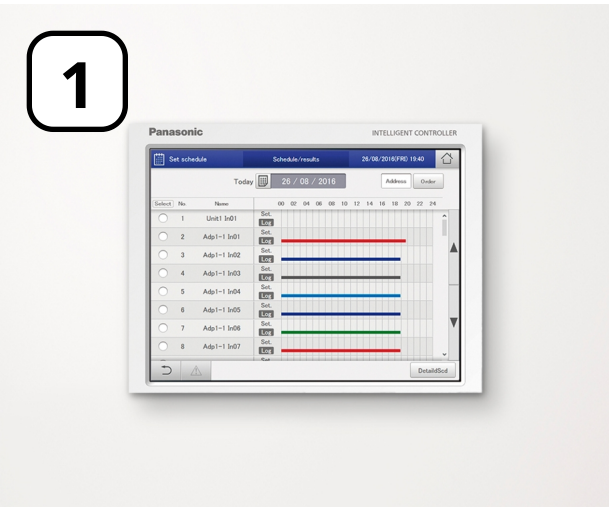 1
Panasonic INTELLIGENT CONTROLLER
Set schedule Schedule/results 26/08/2016(FRI) 19:40
Today 26 / 08 / 2016 Address Order
Select No. Name 00 02 04 06 08 10 12 14 16 18 20 22 24
1 Unit1 In01 Set.
Log
2 Adp1-1 In01 Set.
Log
3 Adp1-1 In02 Set.
Log
4 Adp1-1 In03 Set.
Log
5 Adp1-1 In04 Set.
Log
6 Adp1-1 In05 Set.
Log
7 Adp1-1 In06 Set.
Log
8 Adp1-1 In07 Set.
Log
Set.
DetaildScd